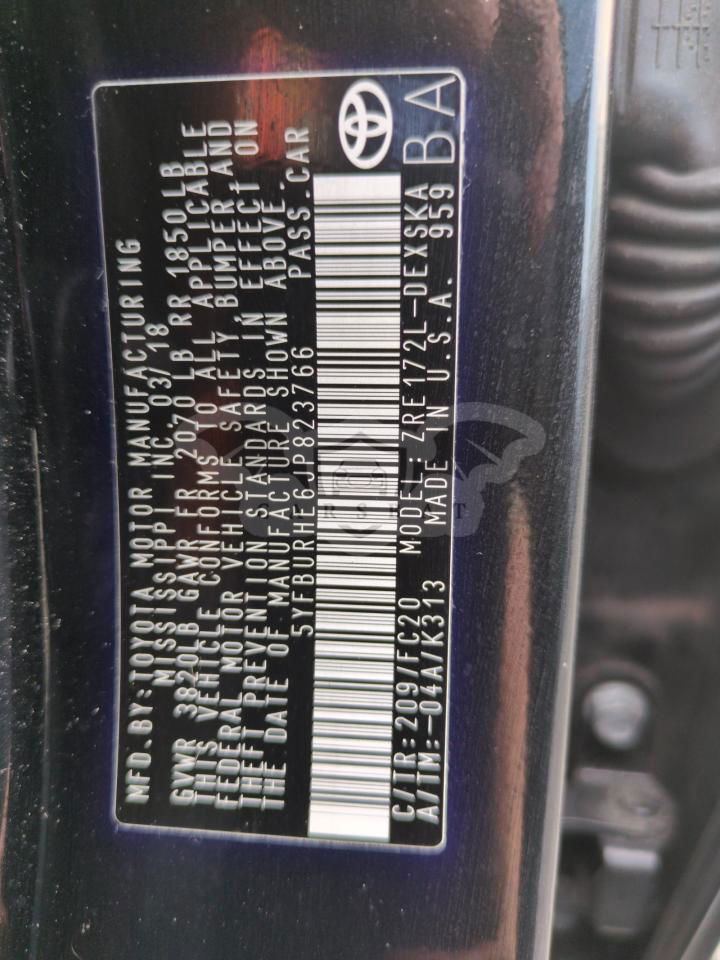 MFD.BY:TOYOTA MOTOR MANUFACTURING
MISSISSIPPI INC 03/18
GVWR 3820LB GAWR FR 2070 LB RR 1850 LB
THIS VEHICLE CONFORMS TO ALL APPLICABLE
FEDERAL MOTOR VEHICLE SAFETY, BUMPER AND
THEFT PREVENTION STANDARDS IN EFFECT ON
THE DATE OF MANUFACTURE SHOWN ABOVE.
5YFBURHE6JP823766 PASS.CAR
C/TR:209/FC20 MODEL:ZRE172L-DEXSKA
A/TM:-04A/K313 MADE IN U.S.A. 959
BA